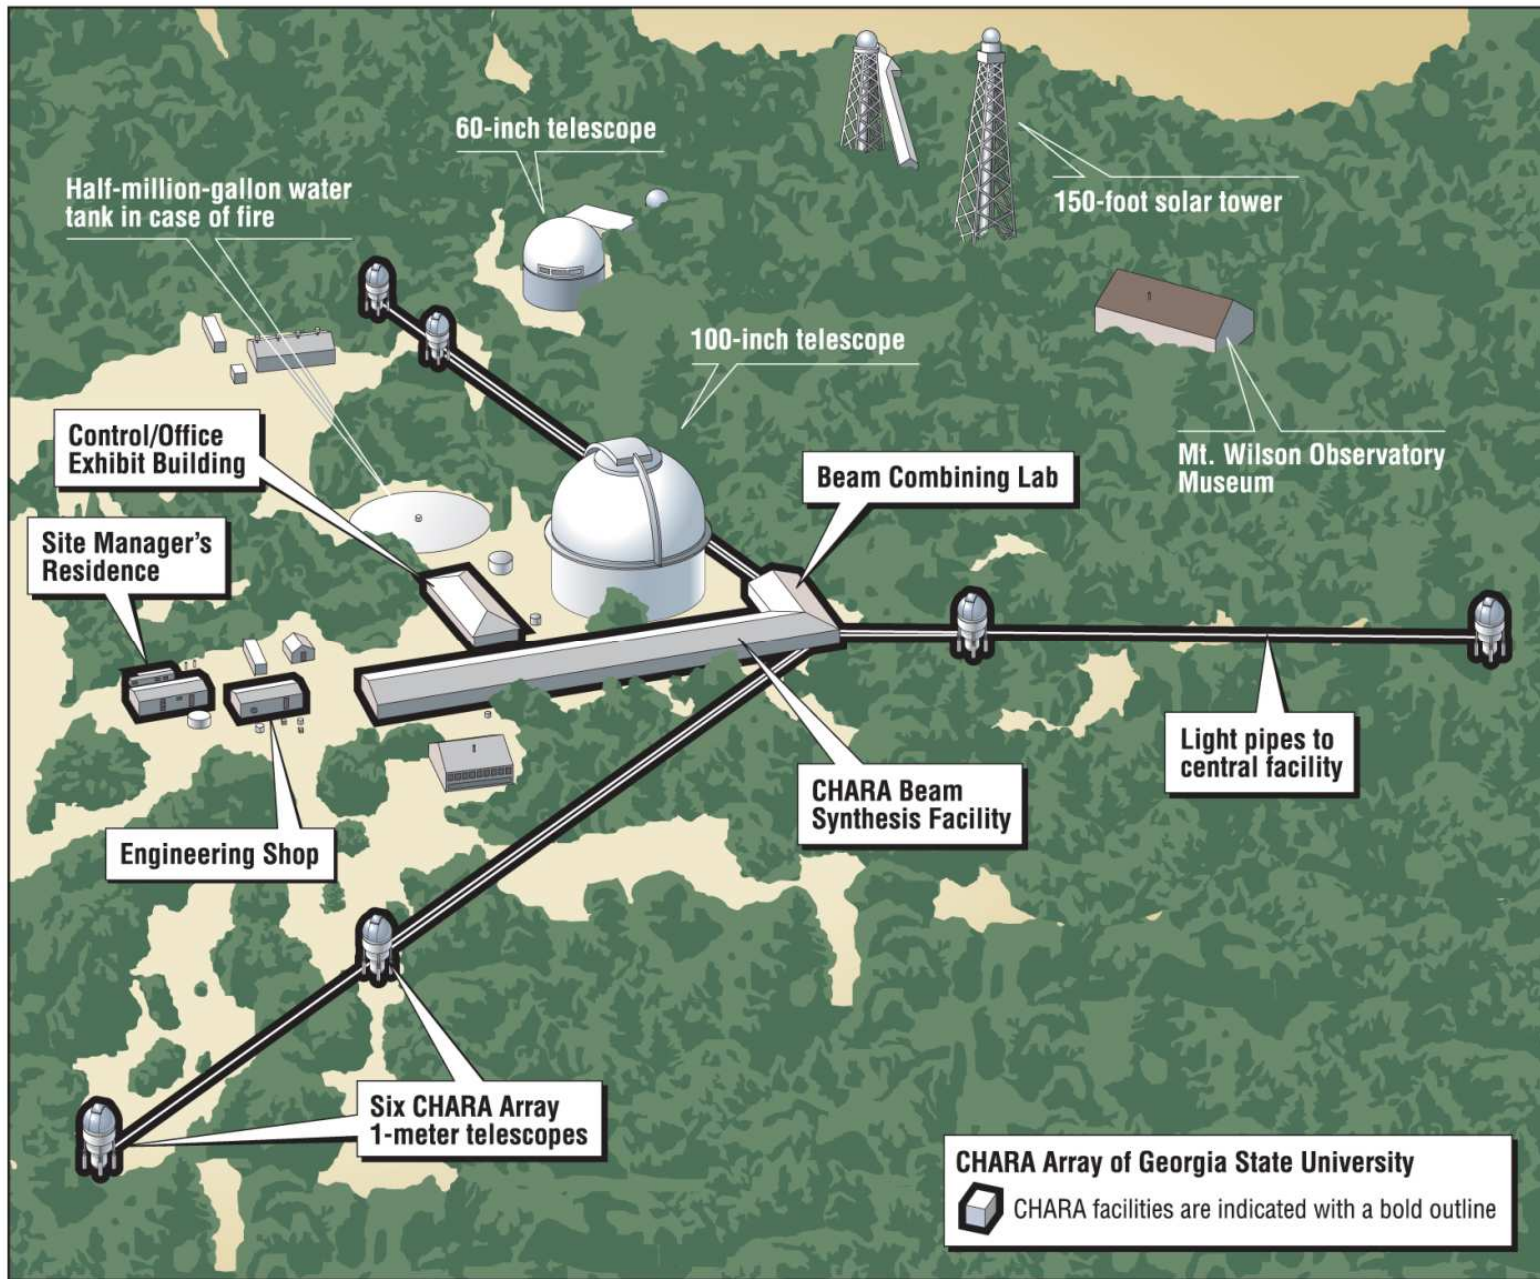 60-inch telescope
Half-million-gallon water
tank in case of fire
150-foot solar tower
100-inch telescope
Control/Office
Exhibit Building
Beam Combining Lab
Mt. Wilson Observatory
Museum
Site Manager's
Residence
Light pipes to
central facility
CHARA Beam
Synthesis Facility
Engineering Shop
Six CHARA Array
1-meter telescopes
CHARA Array of Georgia State University
CHARA facilities are indicated with a bold outline